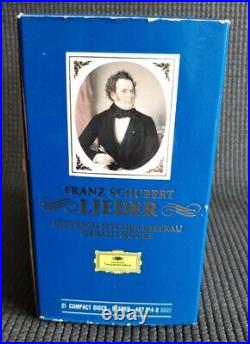 FRANZ SCHUBERT
LIEDER
DIETRICH FISCHER-DIESKAU
GERALD MOORE
21 COMPACT DISCS